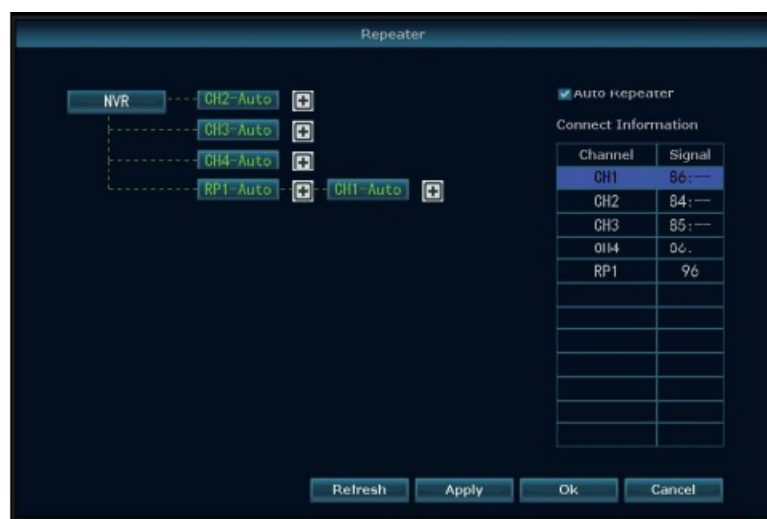 Repeater
NVR CH2-Auto
CH3-Auto
CH4-Auto
RP1-Auto CH1-Auto
Auto Repeater
Connect Information
Channel Signal
CH1 86:--
CH2 84:--
CH3 85:--
RP1 96
Refresh Apply Ok Cancel